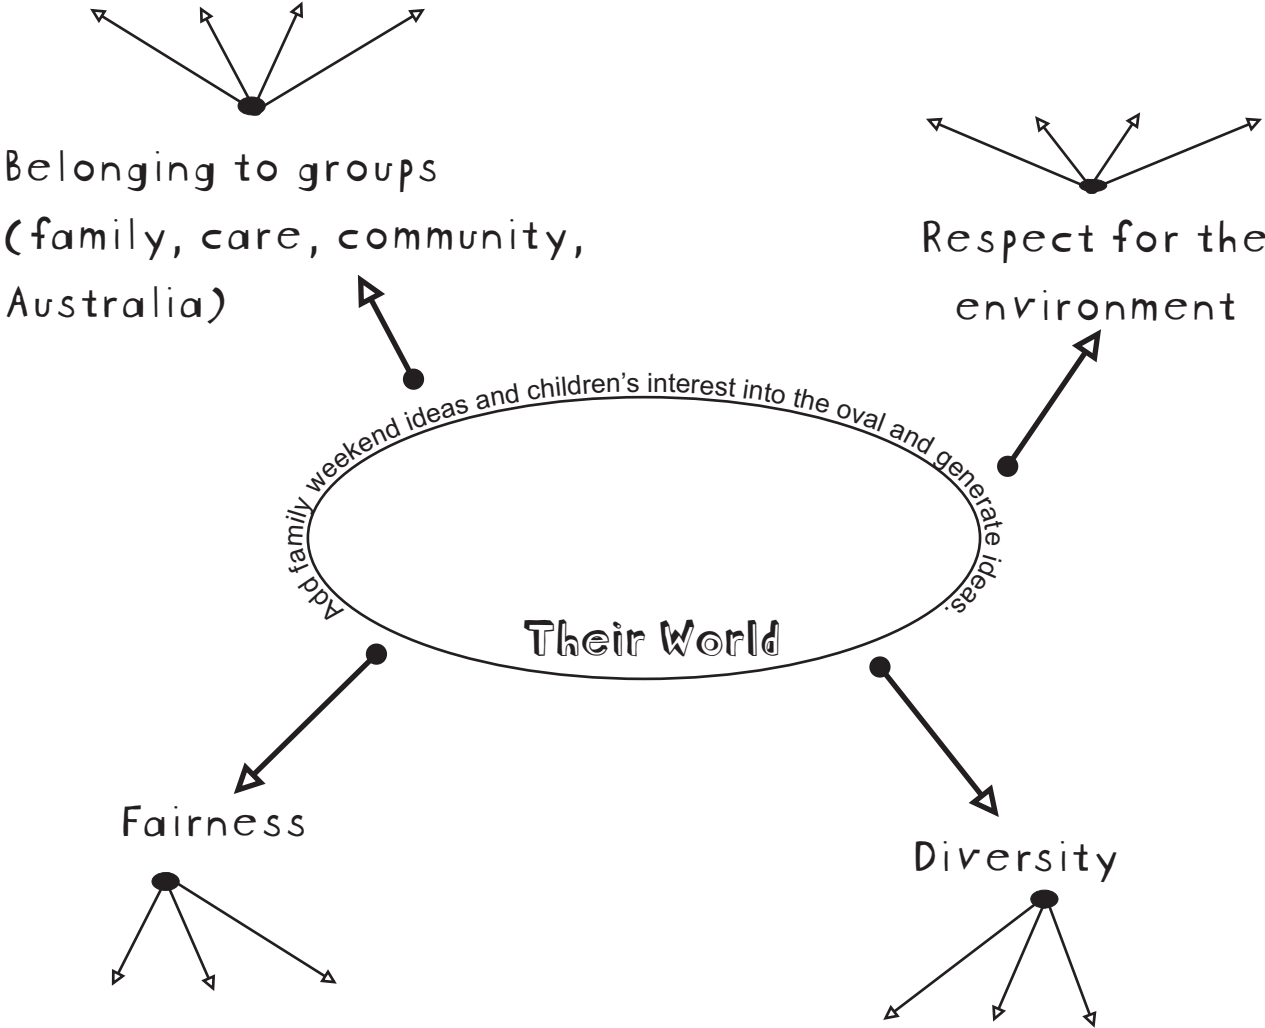 Belonging to groups
(family, care, community,
Australia)
Respect for the
environment
Add family weekend ideas and children’s interest into the oval and generate ideas.
Their World
Fairness
Diversity